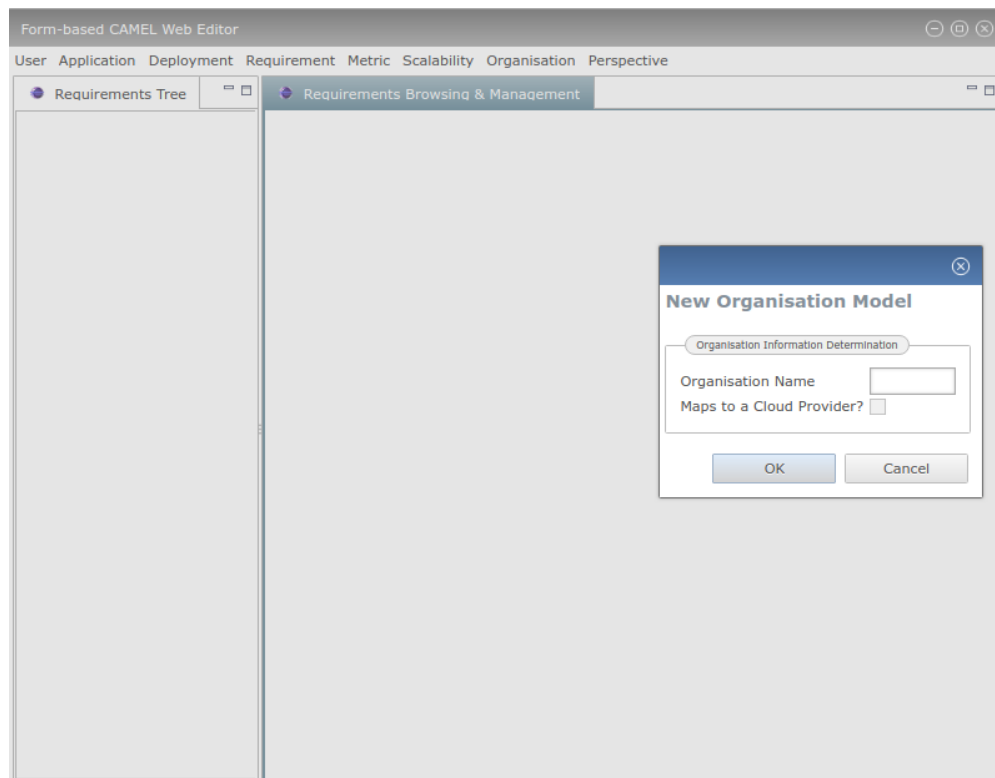 Form-based CAMEL Web Editor
User Application Deployment Requirement Metric Scalability Organisation Perspective
Requirements Tree
Requirements Browsing & Management
New Organisation Model
Organisation Information Determination
Organisation Name
Maps to a Cloud Provider?
OK Cancel